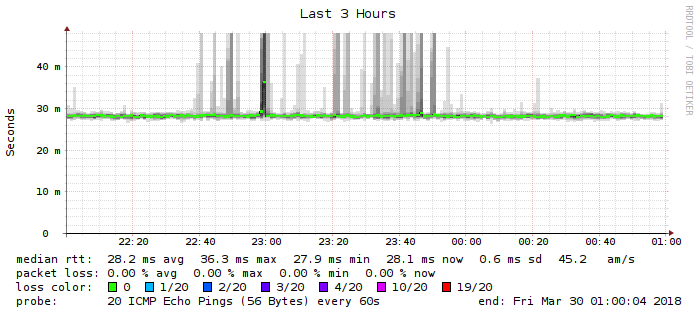 Last 3 Hours
RRDTOOL / TOBI OETIKER
Seconds
40 m
30 m
20 m
10 m
0
22:20 22:40 23:00 23:20 23:40 00:00 00:20 00:40 01:00
median rtt: 28.2 ms avg 36.3 ms max 27.9 ms min 28.1 ms now 0.6 ms sd 45.2 am/s
packet loss: 0.00 % avg 0.00 % max 0.00 % min 0.00 % now
loss color: 0 1/20 2/20 3/20 4/20 10/20 19/20
probe: 20 ICMP Echo Pings (56 Bytes) every 60s end: Fri Mar 30 01:00:04 2018